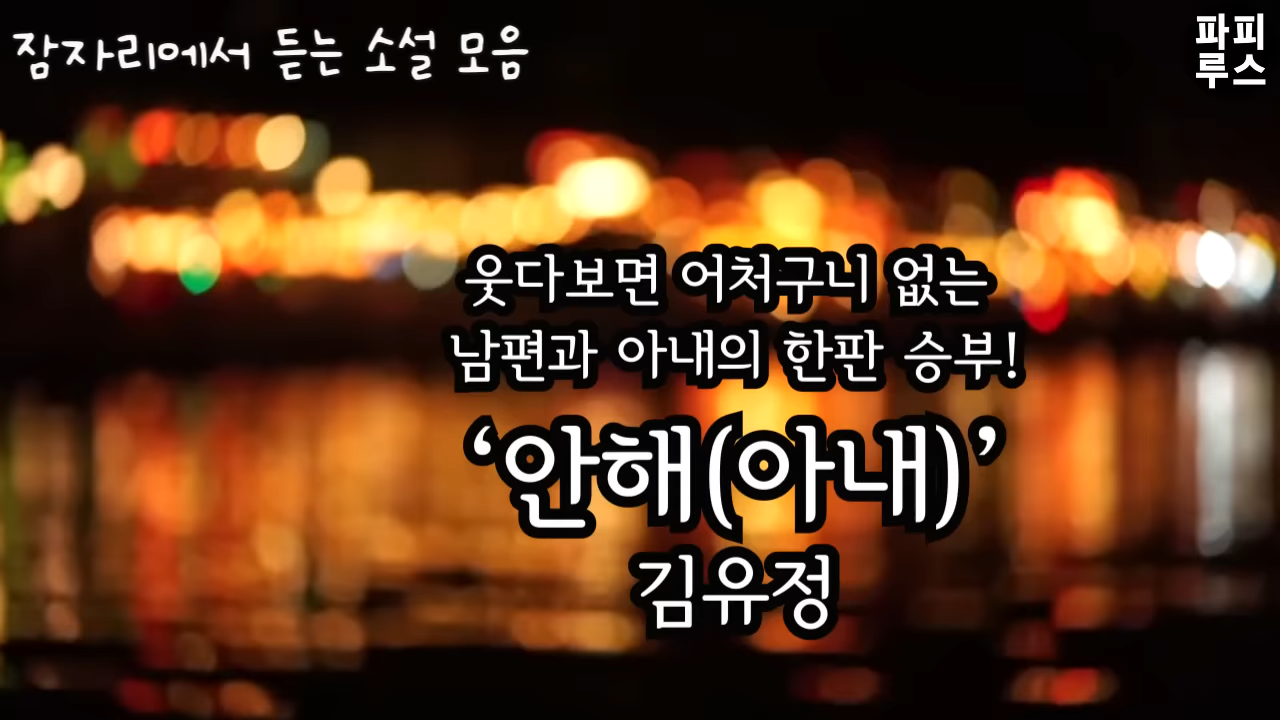 잠자리에서 듣는 소설 모음
파피
루스
웃다보면 어처구니 없는
남편과 아내의 한판 승부!
‘안해(아내)’
김유정